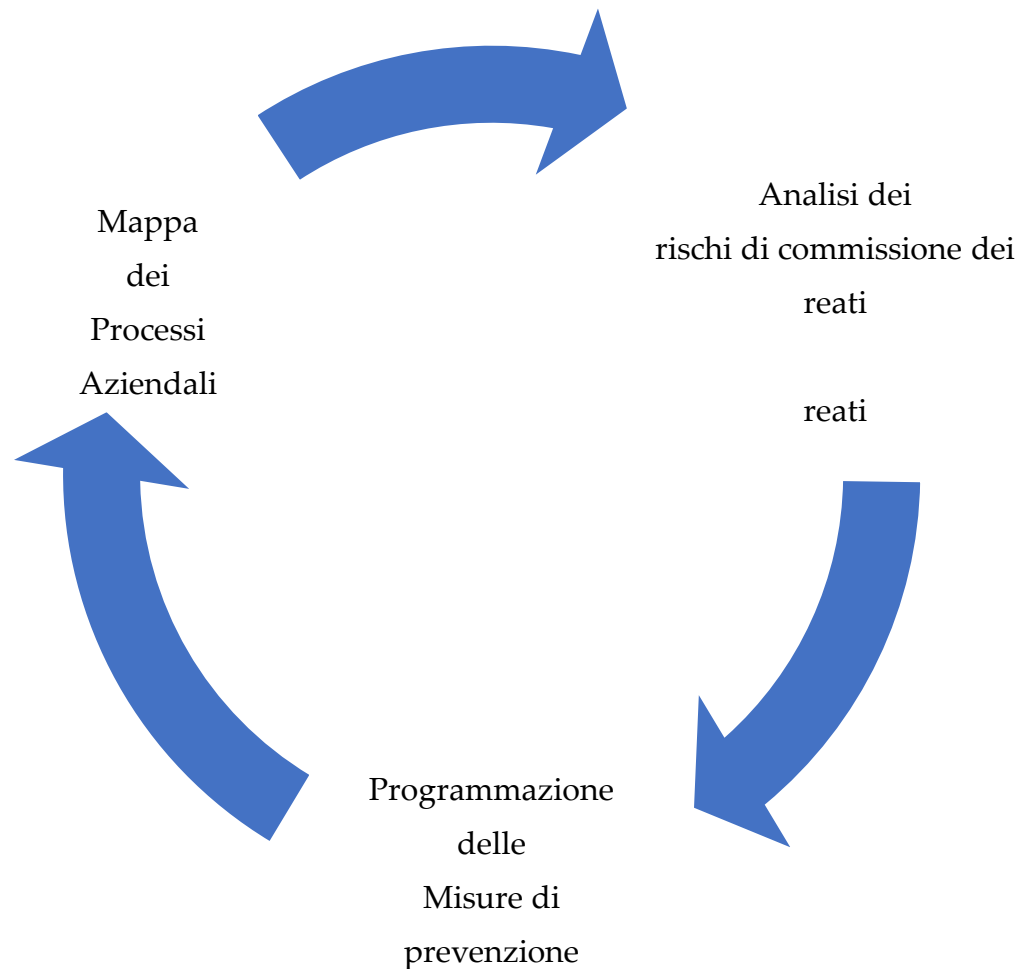 Mappa
dei
Processi
Aziendali
Analisi dei
rischi di commissione dei
reati
reati
Programmazione
delle
Misure di
prevenzione